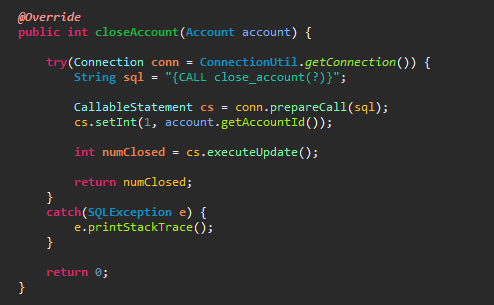 @Override
public int closeAccount(Account account) {
try(Connection conn = ConnectionUtil.getConnection()) {
String sql = "{CALL close_account(?)}";
CallableStatement cs = conn.prepareCall(sql);
cs.setInt(1, account.getAccountId());
int numClosed = cs.executeUpdate();
return numClosed;
}
catch(SQLException e) {
e.printStackTrace();
}
return 0;
}